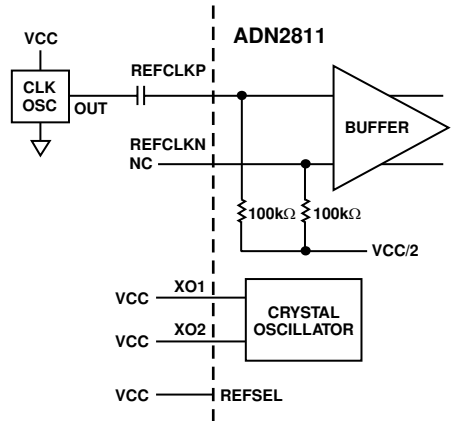 ADN2811
VCC
CLK
OSC
OUT
REFCLKP
REFCLKN
NC
BUFFER
100kΩ
100kΩ
VCC/2
VCC
XO1
VCC
XO2
CRYSTAL
OSCILLATOR
VCC
REFSEL